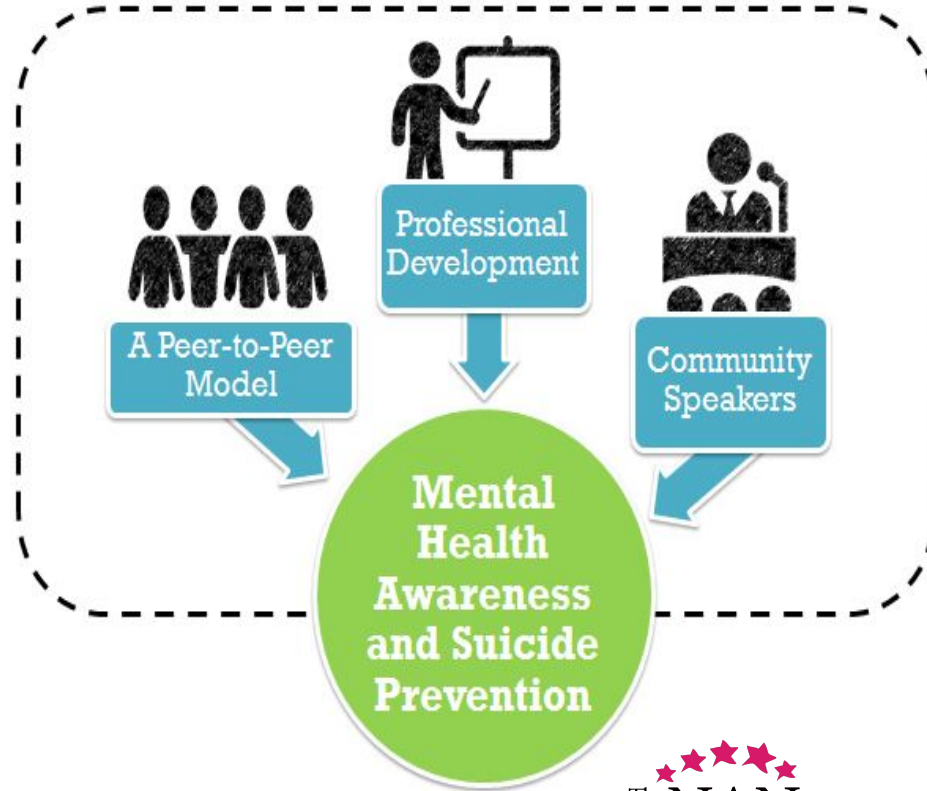 Professional
Development
A Peer-to-Peer
Model
Community
Speakers
Mental
Health
Awareness
and Suicide
Prevention